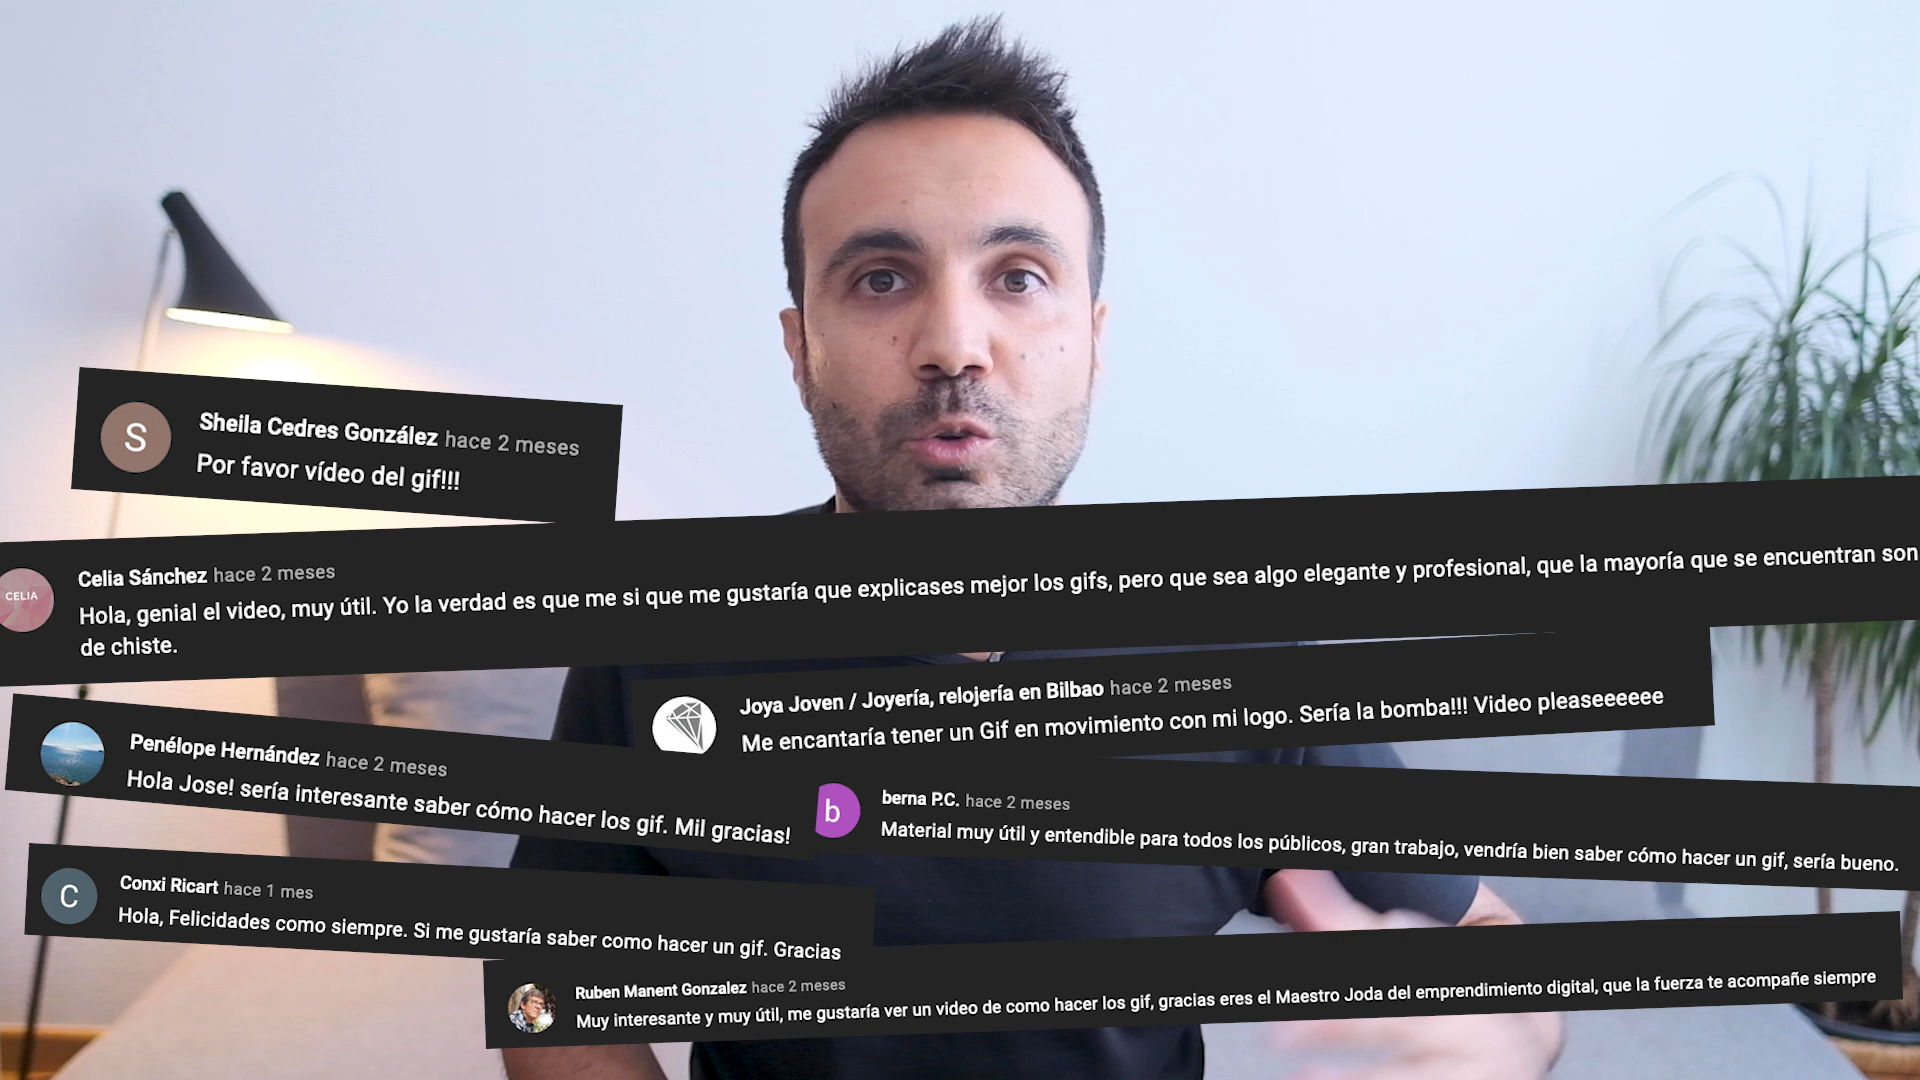 S
Sheila Cedres González hace 2 meses
Por favor vídeo del gif!!!
CELIA
Celia Sánchez hace 2 meses
Hola, genial el video, muy útil. Yo la verdad es que me si que me gustaría que explicases mejor los gifs, pero que sea algo elegante y profesional, que la mayoría que se encuentran son
de chiste.
Joya Joven / Joyería, relojería en Bilbao hace 2 meses
Me encantaría tener un Gif en movimiento con mi logo. Sería la bomba!!! Video pleaseeeeee
Penélope Hernández hace 2 meses
Hola Jose! sería interesante saber cómo hacer los gif. Mil gracias!
b
berna P.C. hace 2 meses
Material muy útil y entendible para todos los públicos, gran trabajo, vendría bien saber cómo hacer un gif, sería bueno.
C
Conxi Ricart hace 1 mes
Hola, Felicidades como siempre. Si me gustaría saber como hacer un gif. Gracias
Ruben Manent Gonzalez hace 2 meses
Muy interesante y muy útil, me gustaría ver un video de como hacer los gif, gracias eres el Maestro Joda del emprendimiento digital, que la fuerza te acompañe siempre